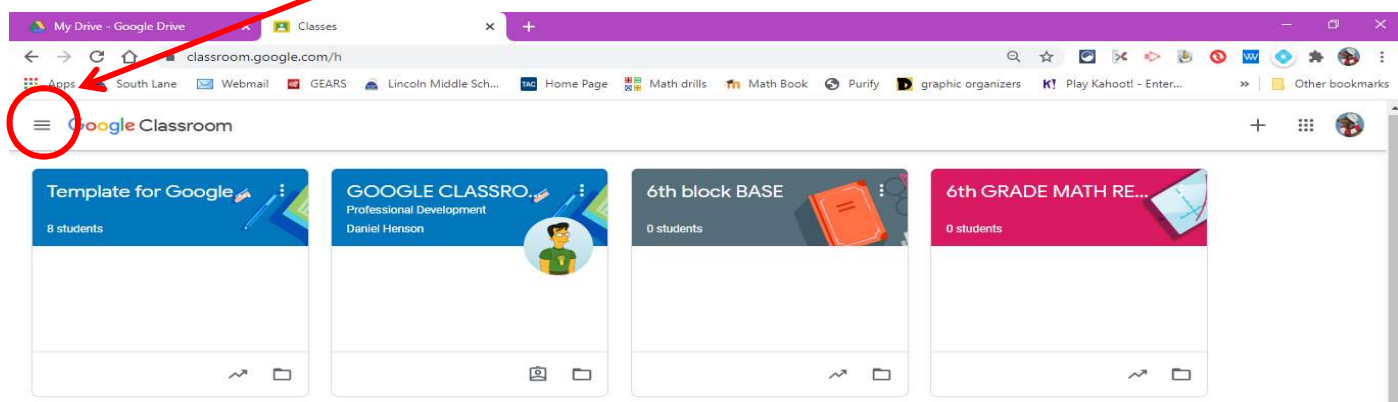 My Drive - Google Drive Classes
classroom.google.com/h
Apps South Lane Webmail GEARS Lincoln Middle Sch... TAC Home Page Math drills Math Book Purify graphic organizers K! Play Kahoot! - Enter... » Other bookmarks
Google Classroom
Template for Google
8 students
GOOGLE CLASSRO...
Professional Development
Daniel Henson
6th block BASE
0 students
6th GRADE MATH RE...
0 students